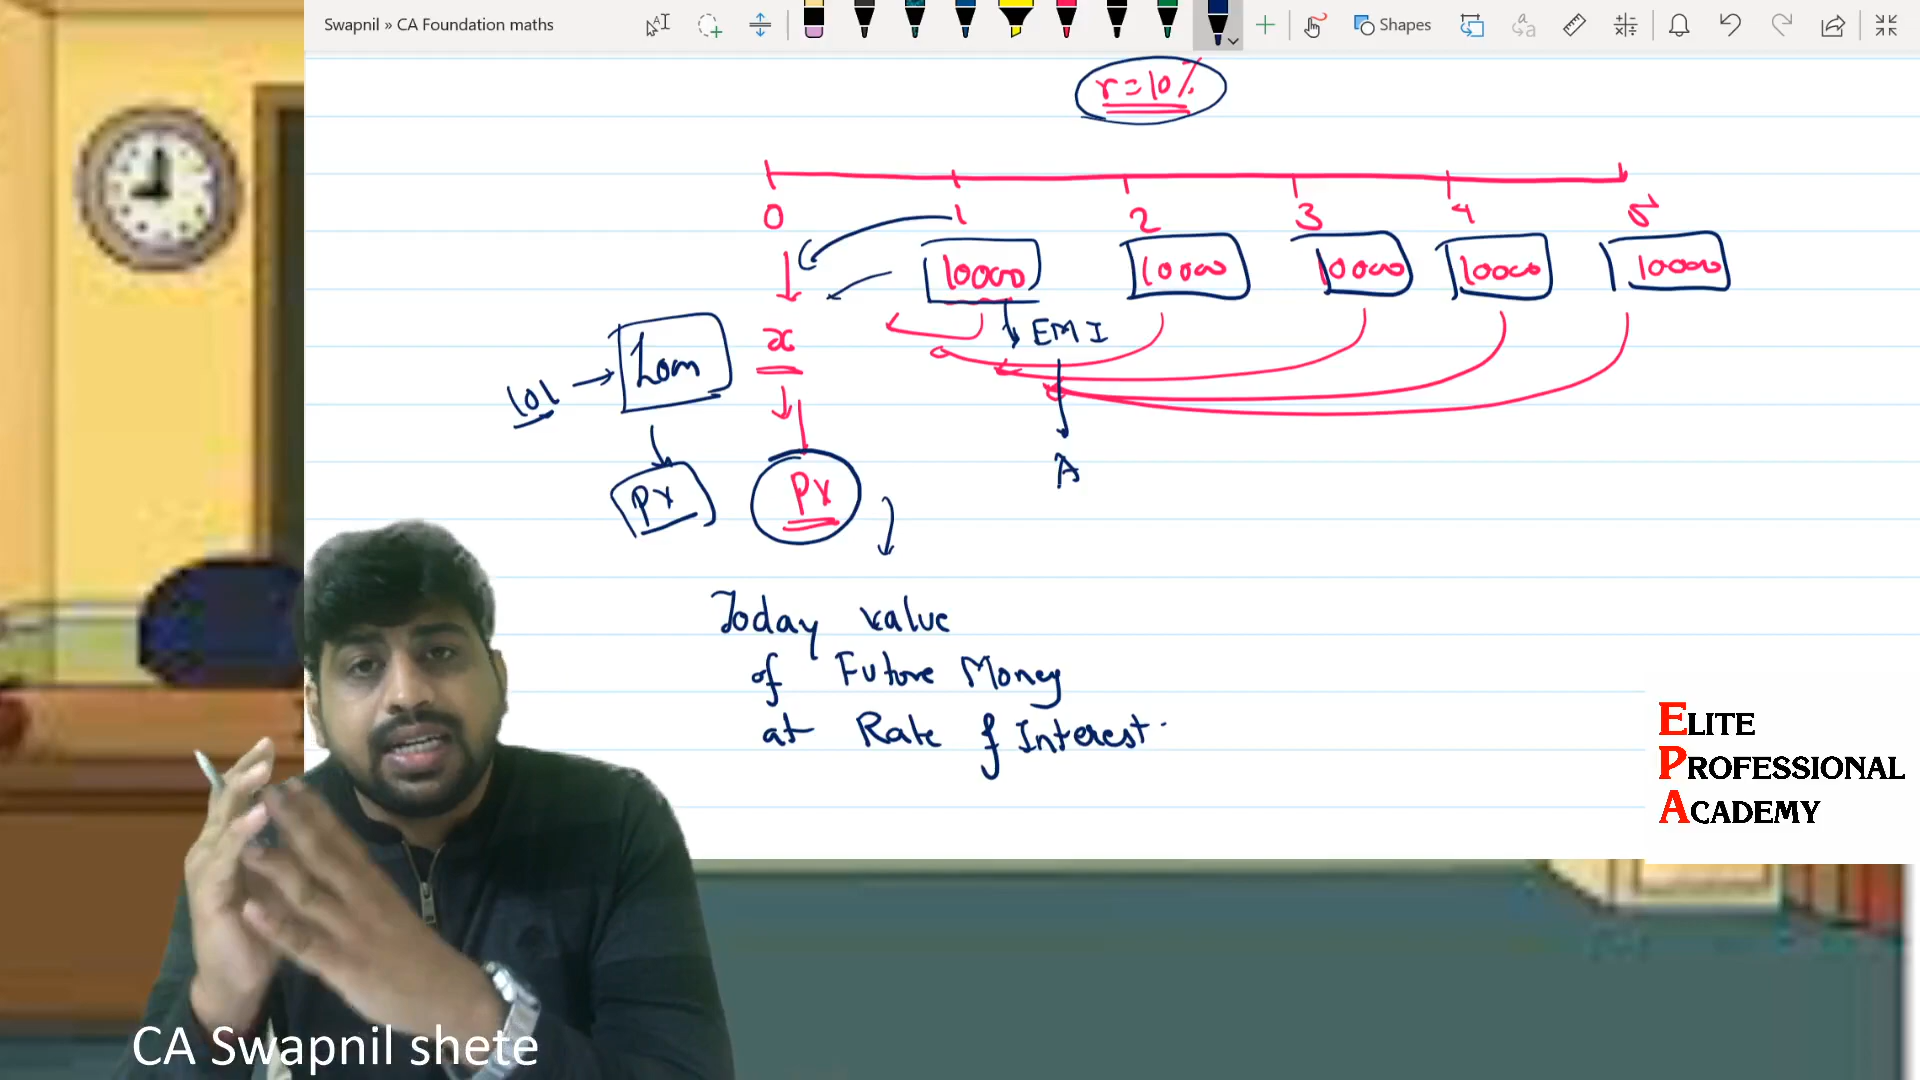 Swapnil » CA Foundation maths
Shapes
r=10%
0 1 2 3 4 5
10000 10000 10000 10000 10000
EMI
x
Loan
10L
A
PV
PV
Today value
of Future Money
at Rate of Interest.
ELITE
PROFESSIONAL
ACADEMY
CA Swapnil shete